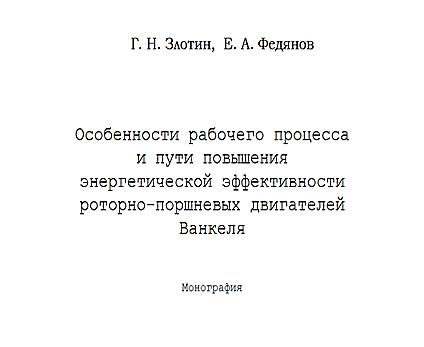 Г. Н. Злотин, Е. А. Федянов
Особенности рабочего процесса
и пути повышения
энергетической эффективности
роторно-поршневых двигателей
Ванкеля
Монография